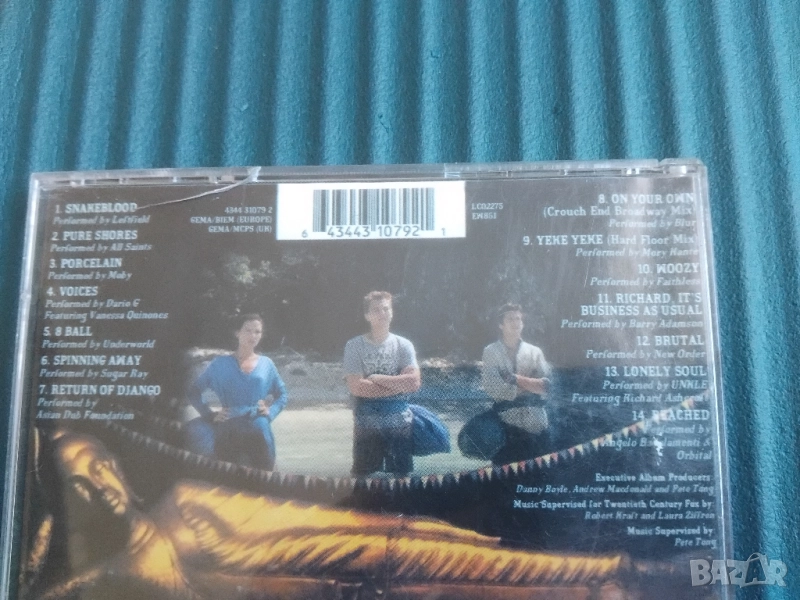 1. SNAKEBLOOD
Performed by Leftfield
2. PURE SHORES
Performed by All Saints
3. PORCELAIN
Performed by Moby
4. VOICES
Performed by Dario G
Featuring Vanessa Quinones
5. 8 BALL
Performed by Underworld
6. SPINNING AWAY
Performed by Sugar Ray
7. RETURN OF DJANGO
Performed by
Asian Dub Foundation
4344 31079 2
GEMA/BIEM (EUROPE)
GEMA/MCPS (UK)
6 43443 10792 1
LC02275
EW861
8. ON YOUR OWN
(Crouch End Broadway Mix)
Performed by Blur
9. YEKE YEKE (Hard Floor Mix)
Performed by Mory Kante
10. WOOZY
Performed by Faithless
11. RICHARD, IT'S
BUSINESS AS USUAL
Performed by Barry Adamson
12. BRUTAL
Performed by New Order
13. LONELY SOUL
Performed by UNKLE
Featuring Richard Ashcroft
14. BEACHED
Performed by
Angelo Badalamenti &
Orbital
Executive Album Producers:
Danny Boyle, Andrew Macdonald and Pete Tong
Music Supervised for Twentieth Century Fox by:
Robert Kraft and Laura Ziffren
Music Supervised by:
Pete Tong
BAZAR